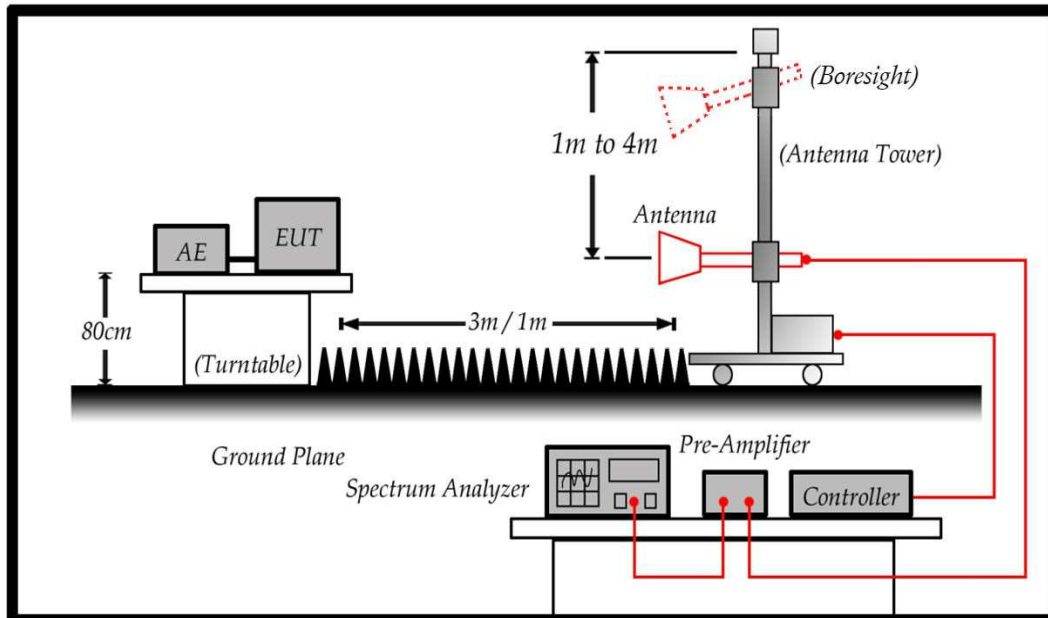 (Boresight)
1m to 4m
(Antenna Tower)
Antenna
AE
EUT
80cm
3m / 1m
(Turntable)
Ground Plane
Pre-Amplifier
Spectrum Analyzer
Controller